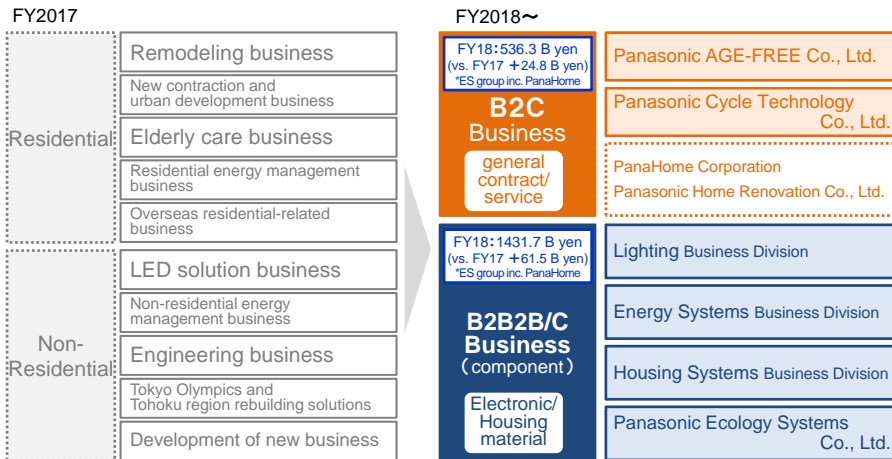 FY2017
Residential
Remodeling business
New contraction and
urban development business
Elderly care business
Residential energy management
business
Overseas residential-related
business
Non-
Residential
LED solution business
Non-residential energy
management business
Engineering business
Tokyo Olympics and
Tohoku region rebuilding solutions
Development of new business
FY2018～
FY18：536.3 B yen
(vs. FY17 ＋24.8 B yen)
*ES group inc. PanaHome
B2C
Business
general
contract/
service
Panasonic AGE-FREE Co., Ltd.
Panasonic Cycle Technology
Co., Ltd.
PanaHome Corporation
Panasonic Home Renovation Co., Ltd.
FY18：1431.7 B yen
(vs. FY17 ＋61.5 B yen)
*ES group inc. PanaHome
B2B2B/C
Business
（component）
Electronic/
Housing
material
Lighting Business Division
Energy Systems Business Division
Housing Systems Business Division
Panasonic Ecology Systems
Co., Ltd.